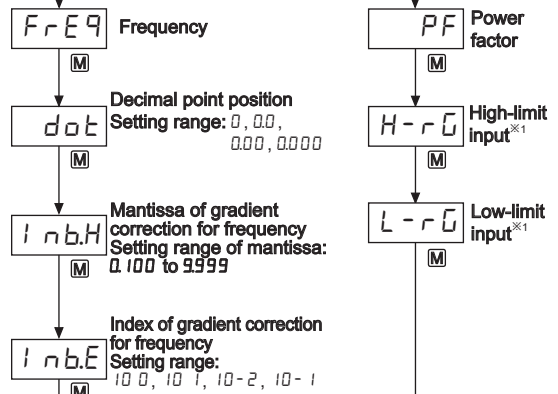 FrE9
Frequency
M
dot
Decimal point position
Setting range: 0, 0.0,
0.00, 0.000
M
Inb.H
Mantissa of gradient
correction for frequency
Setting range of mantissa:
0.100 to 9.999
M
Inb.E
Index of gradient correction
for frequency
Setting range:
10 0, 10 1, 10-2, 10-1
M
PF
Power
factor
M
H-rG
High-limit
input※1
M
L-rG
Low-limit
input※1
M